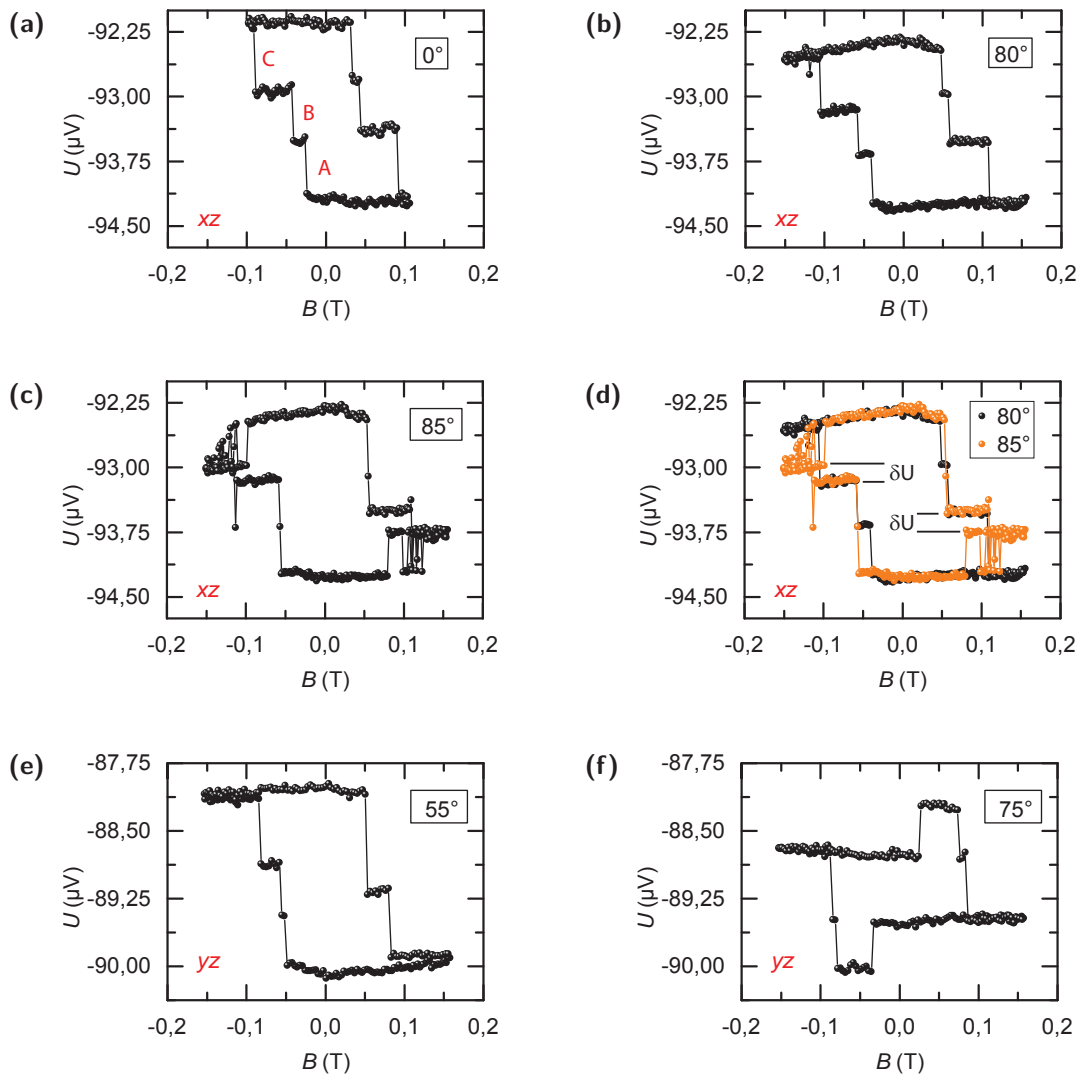 (a)
-92,25
-93,00
-93,75
-94,50
U (µV)
C
B
A
0°
xz
-0,2
-0,1
0,0
0,1
0,2
B (T)
(b)
-92,25
-93,00
-93,75
-94,50
U (µV)
80°
xz
-0,2
-0,1
0,0
0,1
0,2
B (T)
(c)
-92,25
-93,00
-93,75
-94,50
U (µV)
85°
xz
-0,2
-0,1
0,0
0,1
0,2
B (T)
(d)
-92,25
-93,00
-93,75
-94,50
U (µV)
80°
85°
δU
δU
xz
-0,2
-0,1
0,0
0,1
0,2
B (T)
(e)
-87,75
-88,50
-89,25
-90,00
U (µV)
55°
yz
-0,2
-0,1
0,0
0,1
0,2
B (T)
(f)
-87,75
-88,50
-89,25
-90,00
U (µV)
75°
yz
-0,2
-0,1
0,0
0,1
0,2
B (T)